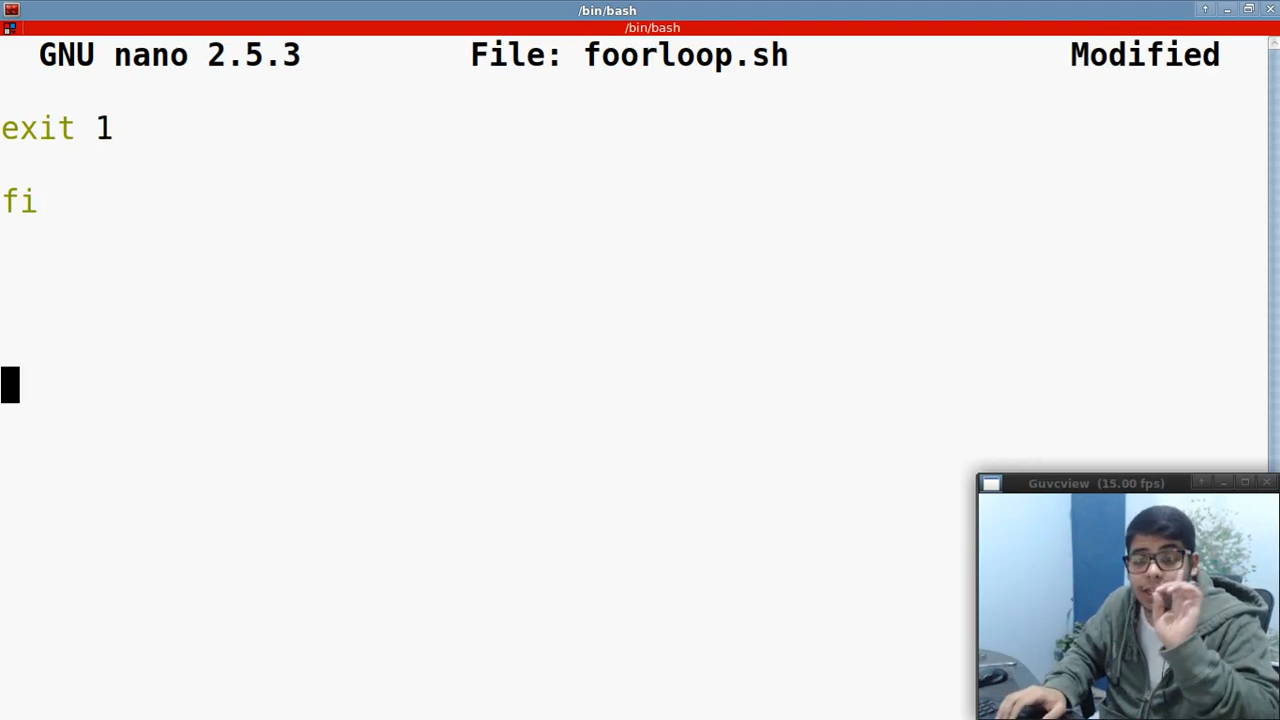 /bin/bash
/bin/bash
GNU nano 2.5.3 File: foorloop.sh Modified
exit 1
fi
Guvcview (15.00 fps)